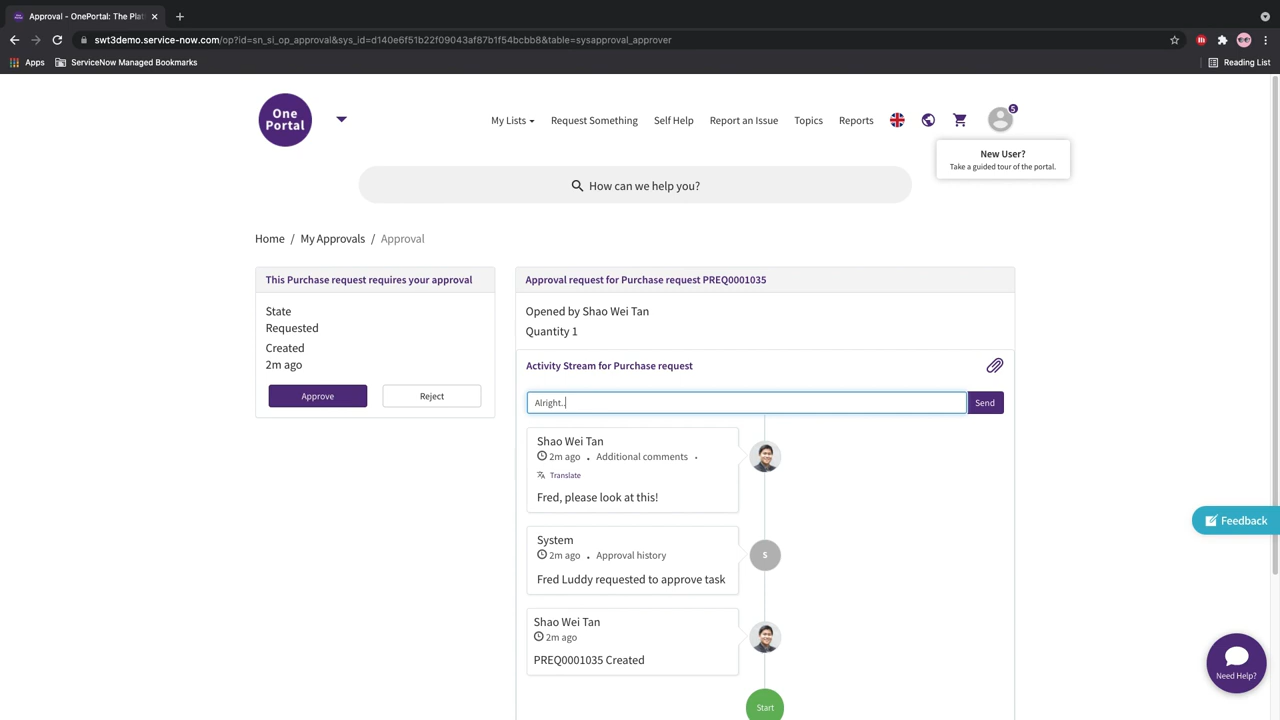 Approval - OnePortal: The Plat
swt3demo.service-now.com/op?id=sn_si_op_approval&sys_id=d140e6f51b22f09043af87b1f54bcbb8&table=sysapproval_approver
Apps ServiceNow Managed Bookmarks Reading List
One
Portal
My Lists Request Something Self Help Report an Issue Topics Reports 5
New User?
Take a guided tour of the portal.
How can we help you?
Home / My Approvals / Approval
This Purchase request requires your approval
State
Requested
Created
2m ago
Approve Reject
Approval request for Purchase request PREQ0001035
Opened by Shao Wei Tan
Quantity 1
Activity Stream for Purchase request
Alright.. Send
Shao Wei Tan
2m ago • Additional comments •
Translate
Fred, please look at this!
System
2m ago • Approval history
Fred Luddy requested to approve task
S
Shao Wei Tan
2m ago
PREQ0001035 Created
Start
Feedback
Need Help?